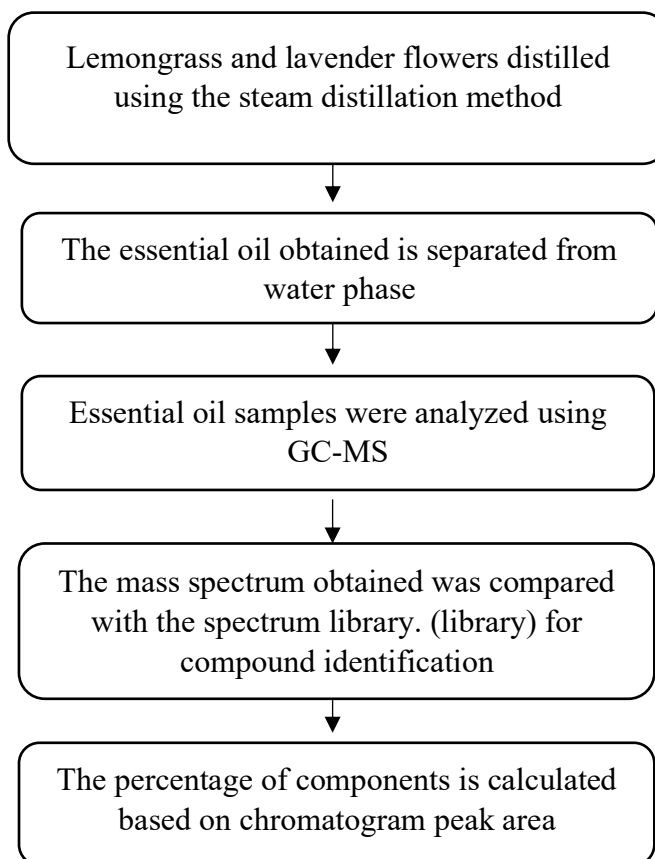 Lemongrass and lavender flowers distilled
using the steam distillation method
The essential oil obtained is separated from
water phase
Essential oil samples were analyzed using
GC-MS
The mass spectrum obtained was compared
with the spectrum library. (library) for
compound identification
The percentage of components is calculated
based on chromatogram peak area